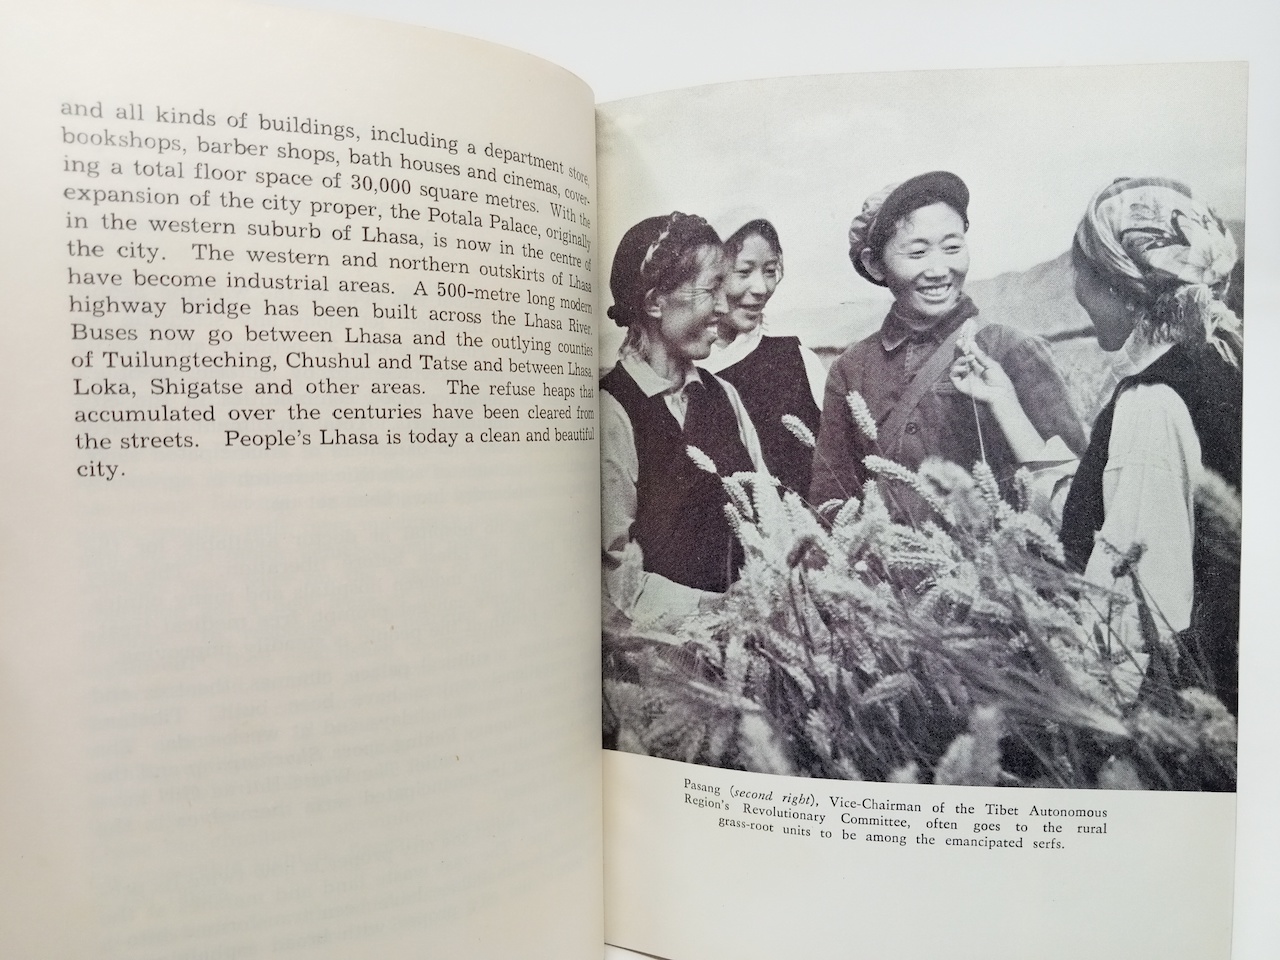 and all kinds of buildings, including a department store,
bookshops, barber shops, bath houses and cinemas, cover-
ing a total floor space of 30,000 square metres. With the
expansion of the city proper, the Potala Palace, originally
in the western suburb of Lhasa, is now in the centre of
the city. The western and northern outskirts of Lhasa
have become industrial areas. A 500-metre long modern
highway bridge has been built across the Lhasa River.
Buses now go between Lhasa and the outlying counties
of Tuilungteching, Chushul and Tatse and between Lhasa,
Loka, Shigatse and other areas. The refuse heaps that
accumulated over the centuries have been cleared from
the streets. People's Lhasa is today a clean and beautiful
city.
Pasang (second right), Vice-Chairman of the Tibet Autonomous
Region's Revolutionary Committee, often goes to the rural
grass-root units to be among the emancipated serfs.